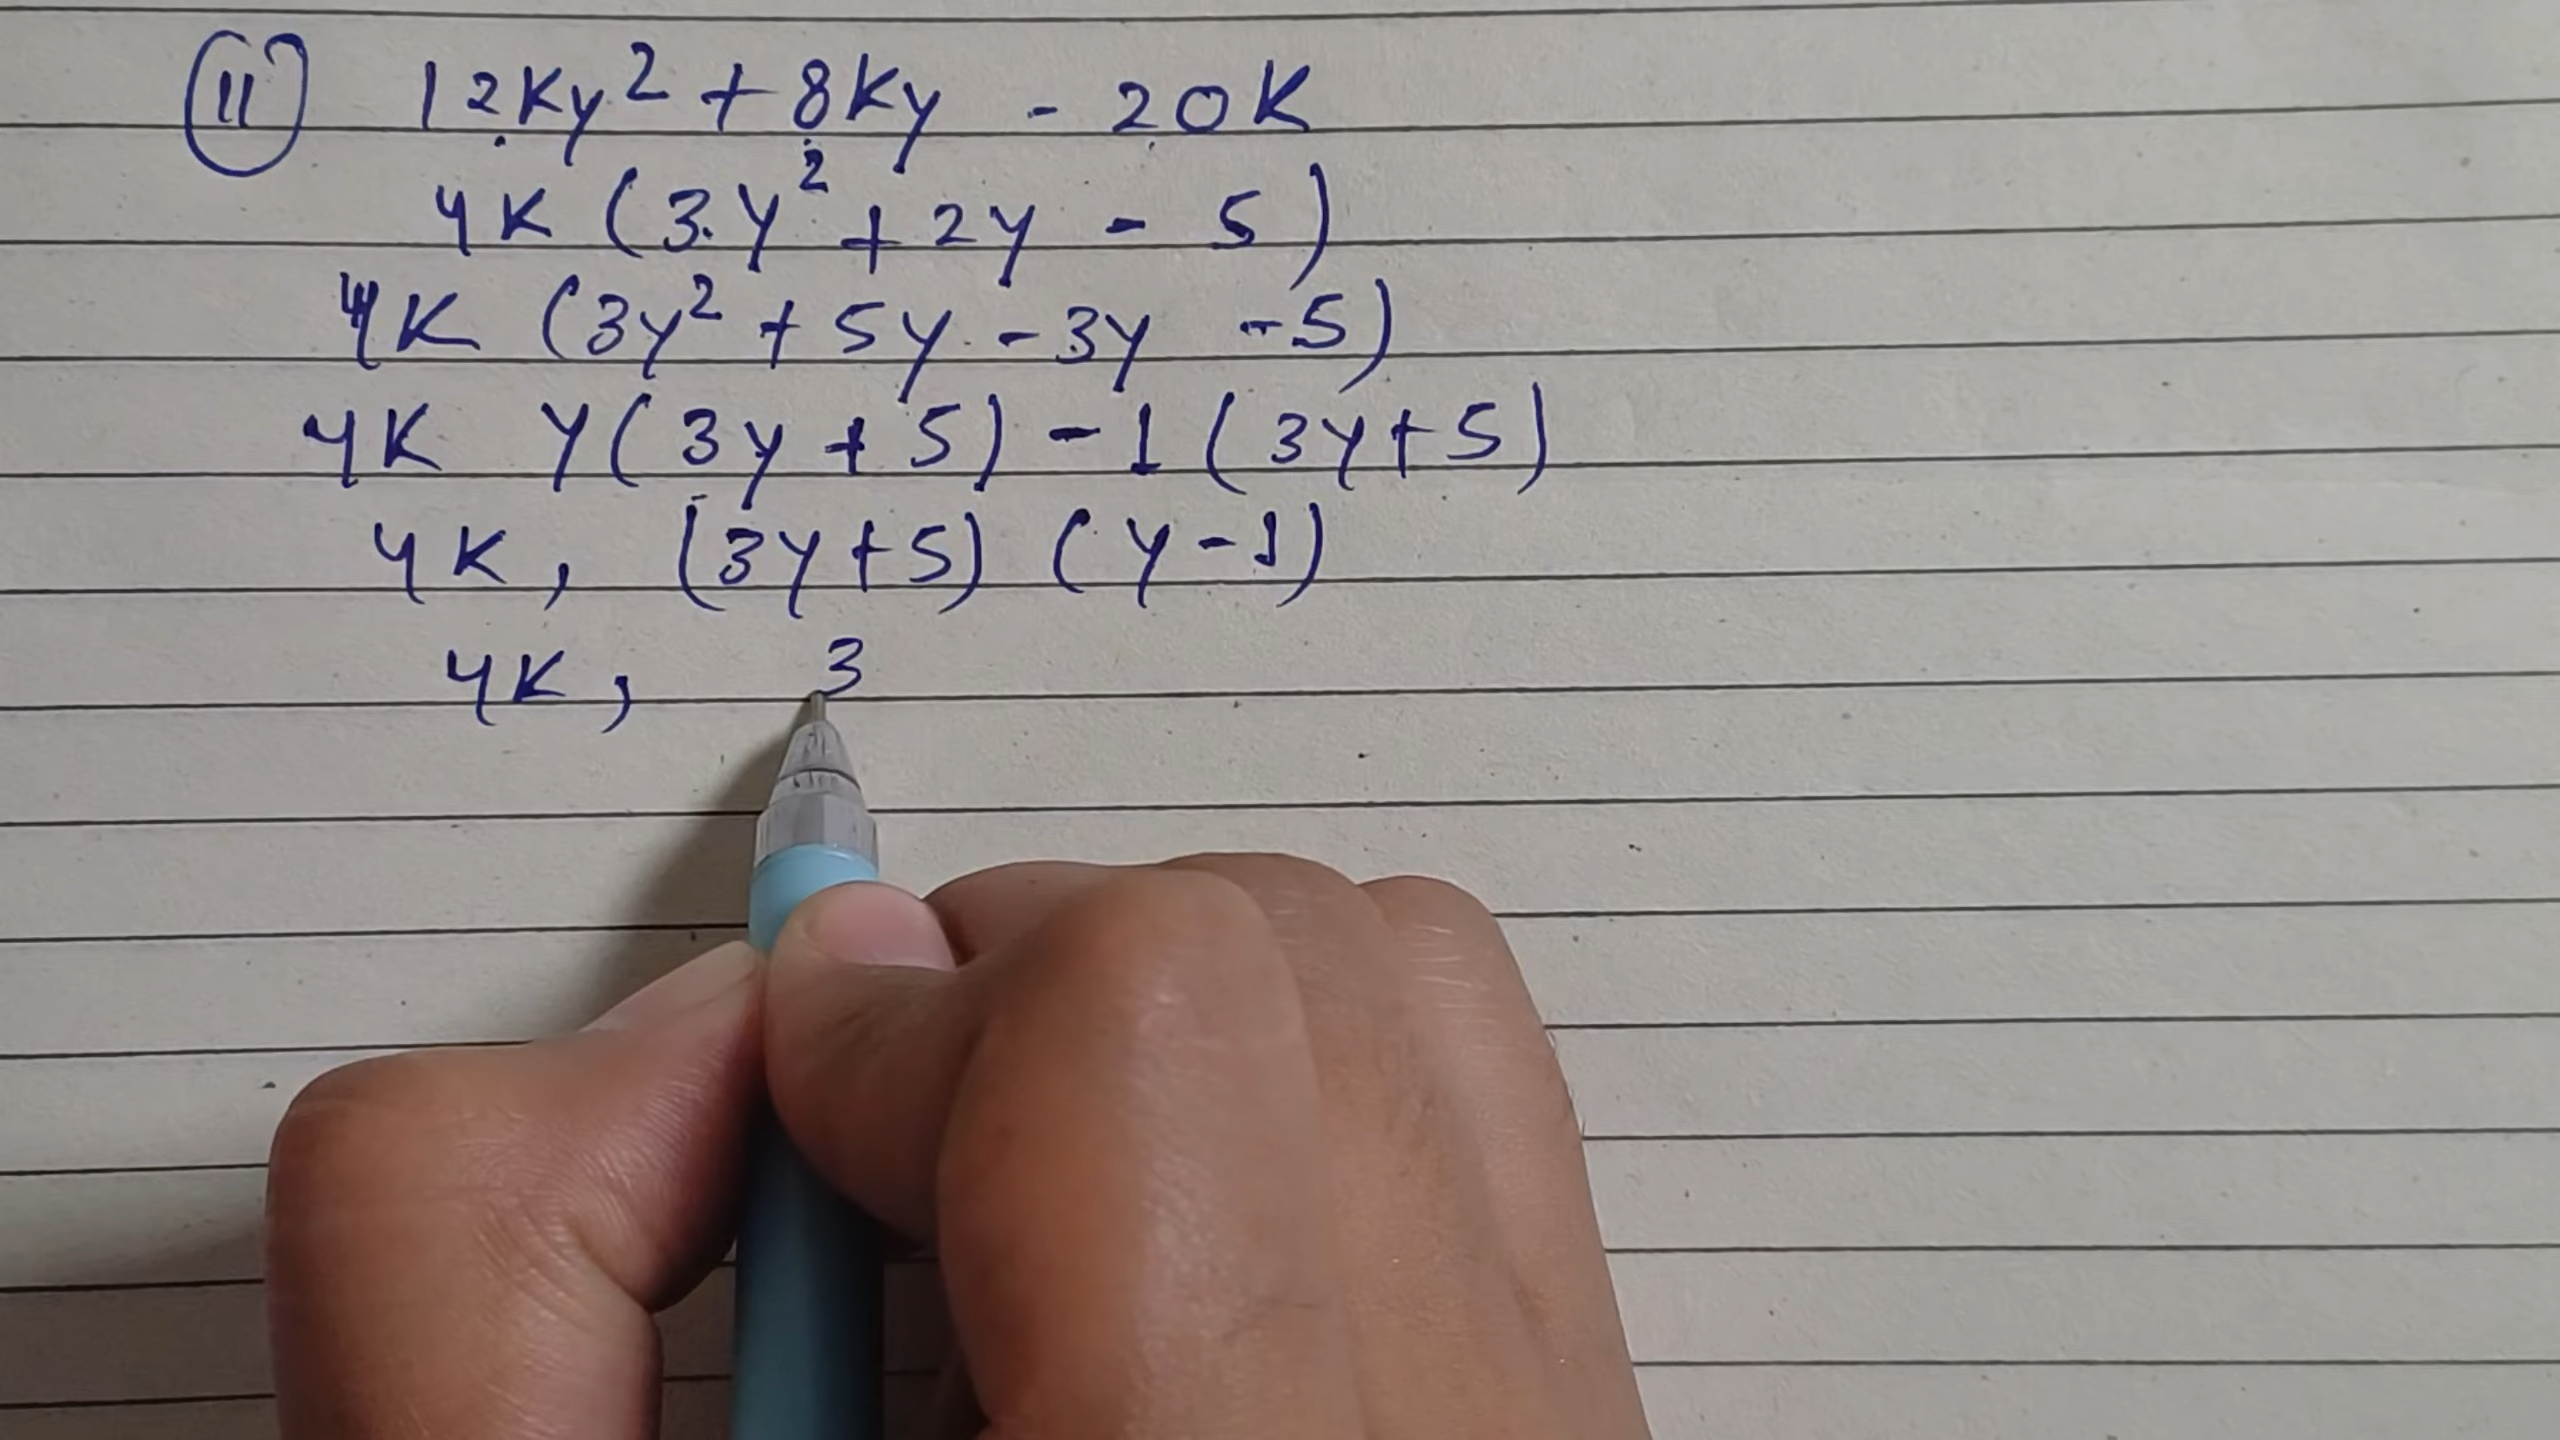 (11) 12Ky² + 8Ky - 20K
4K (3y² + 2y - 5)
4K (3y² + 5y - 3y - 5)
4K y(3y + 5) - 1 (3y + 5)
4K, (3y+5) (y-1)
4K, 3